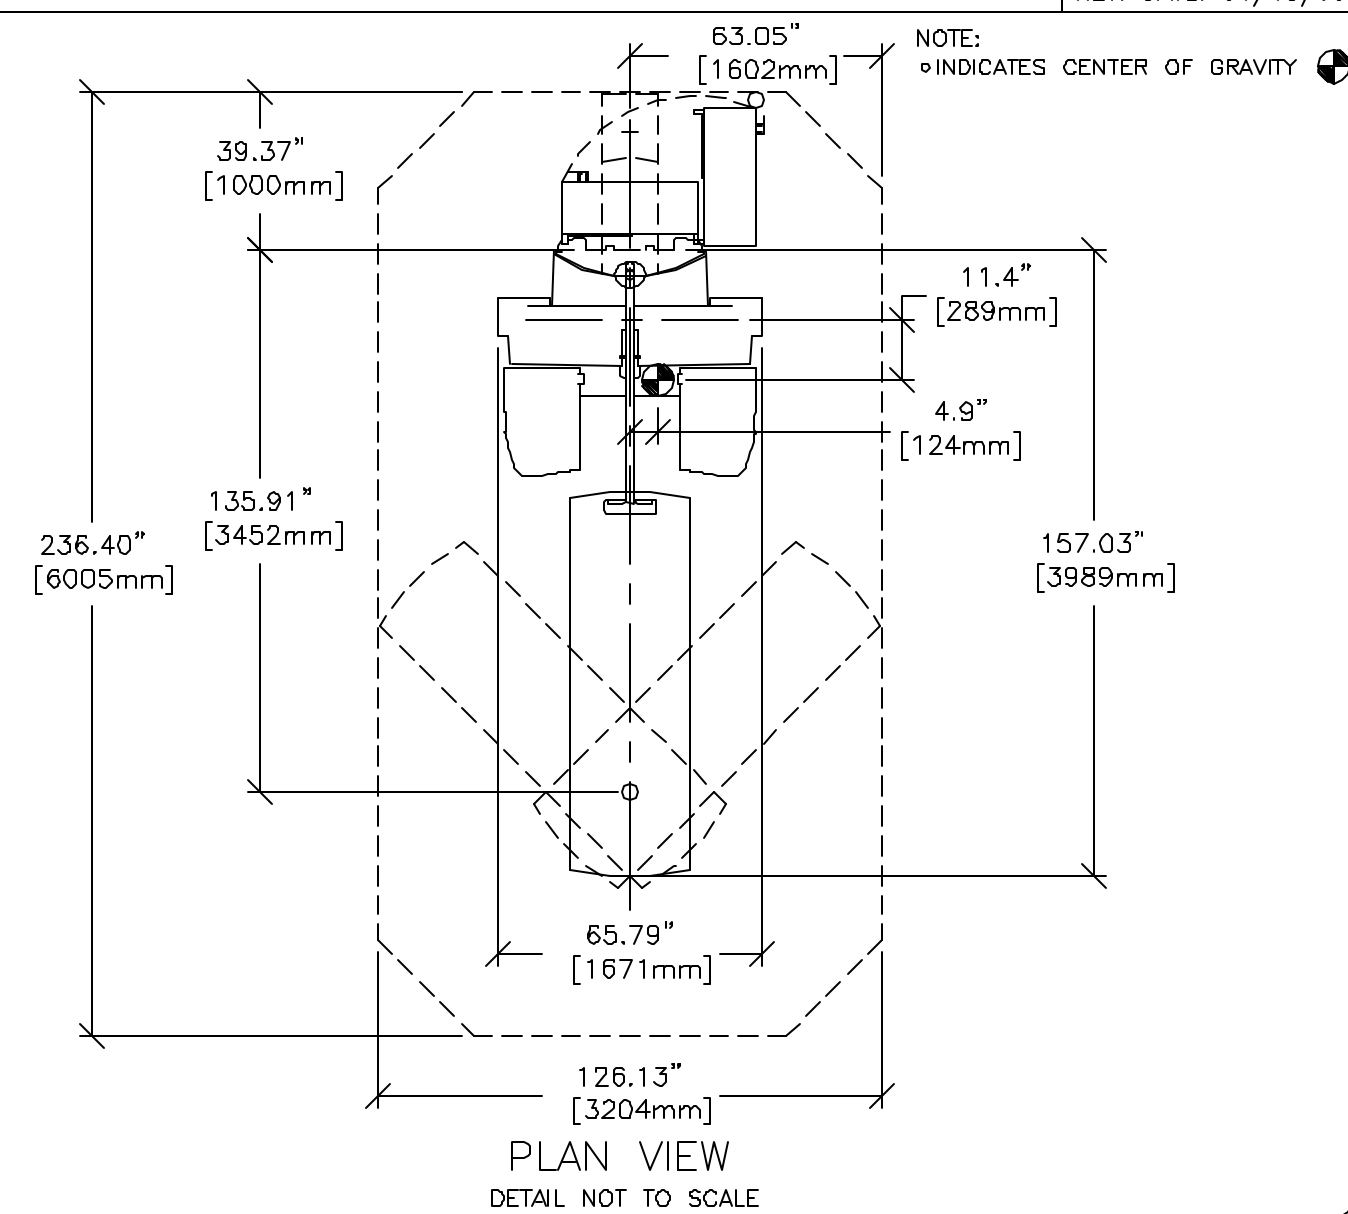 63.05"
[1602mm]
NOTE:
INDICATES CENTER OF GRAVITY
39.37"
[1000mm]
11.4"
[289mm]
4.9"
[124mm]
135.91"
[3452mm]
236.40"
[6005mm]
157.03"
[3989mm]
65.79"
[1671mm]
126.13"
[3204mm]
PLAN VIEW
DETAIL NOT TO SCALE